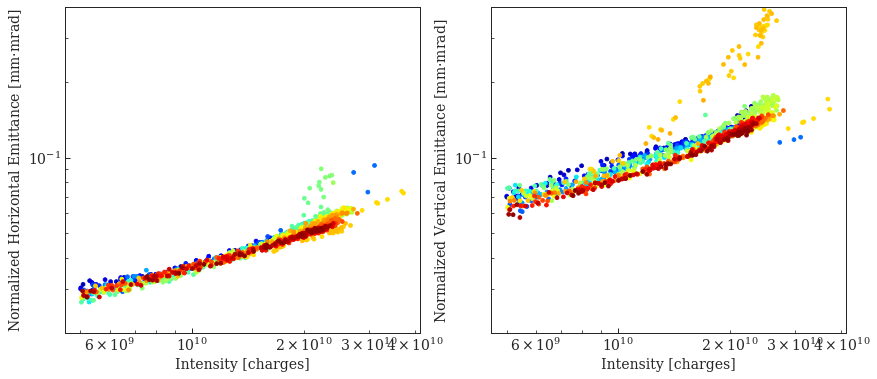 Normalized Horizontal Emittance [mm·mrad]
10⁻¹
6 × 10⁹ 10¹⁰ 2 × 10¹⁰ 3 × 10¹⁰ 4 × 10¹⁰
Intensity [charges]
Normalized Vertical Emittance [mm·mrad]
10⁻¹
6 × 10⁹ 10¹⁰ 2 × 10¹⁰ 3 × 10¹⁰ 4 × 10¹⁰
Intensity [charges]